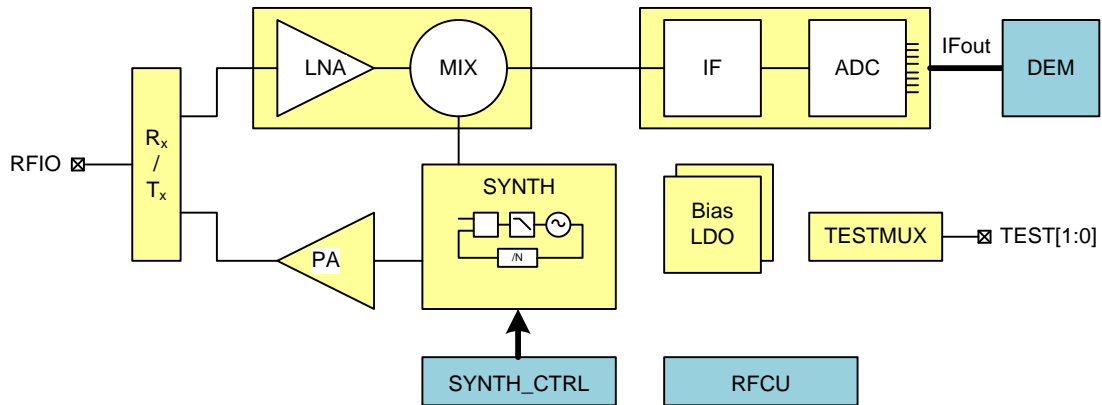 LNA
MIX
IF
ADC
IFout
DEM
RFIO
Rx
/
Tx
SYNTH
/N
PA
Bias
LDO
TESTMUX
TEST[1:0]
SYNTH_CTRL
RFCU